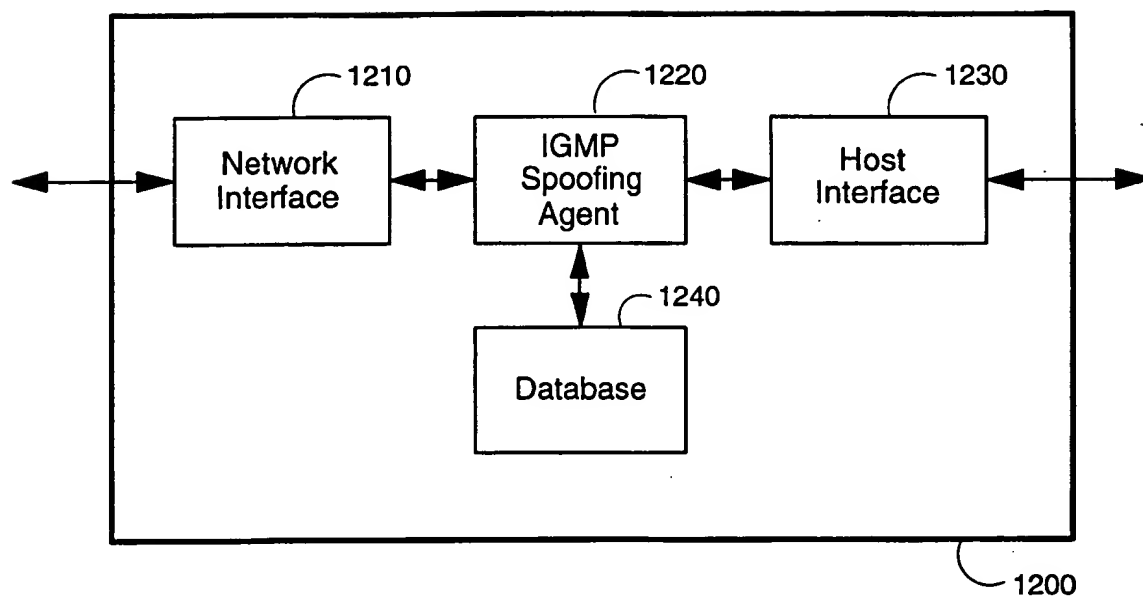 1210
1220
1230
Network
Interface
IGMP
Spoofing
Agent
Host
Interface
1240
Database
1200